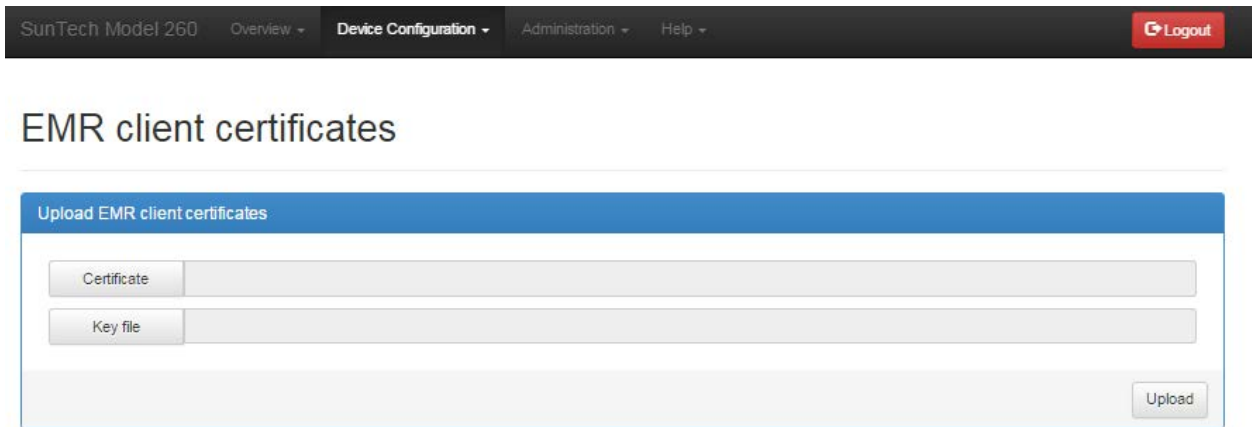 SunTech Model 260 Overview Device Configuration Administration Help Logout
EMR client certificates
Upload EMR client certificates
Certificate
Key file
Upload